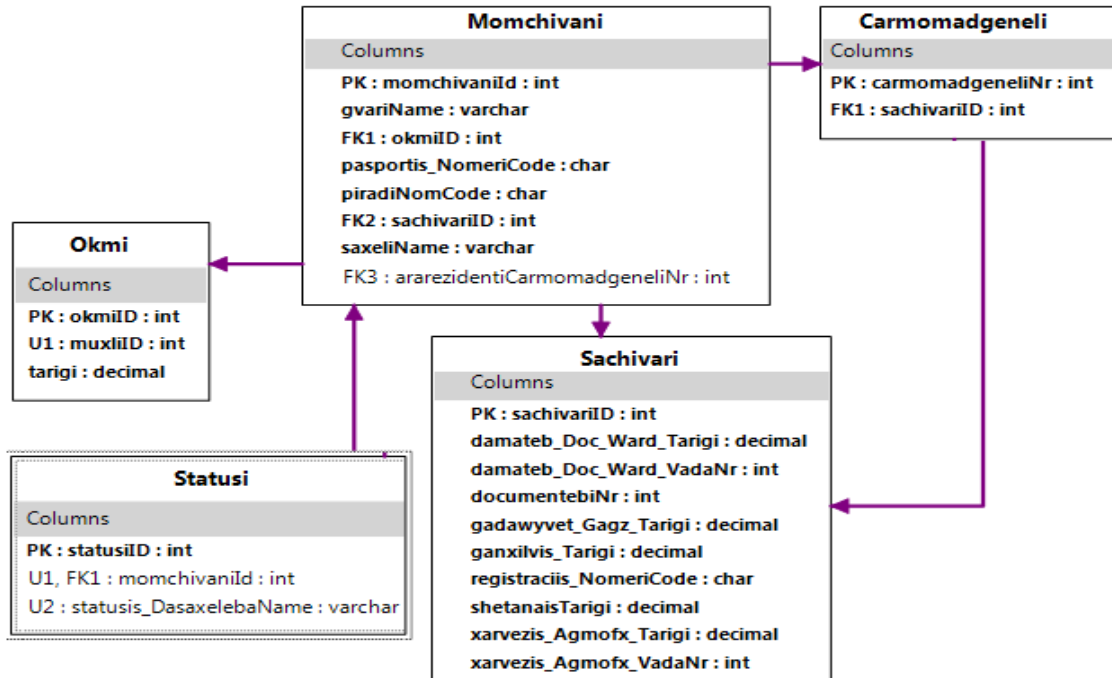 Momchivani
Columns
PK : momchivaniId : int
gvariName : varchar
FK1 : okmiID : int
pasportis_NomeriCode : char
piradiNomCode : char
FK2 : sachivariID : int
saxeliName : varchar
FK3 : ararezidentiCarmomadgeneliNr : int
Carmomadgeneli
Columns
PK : carmomadgeneliNr : int
FK1 : sachivariID : int
Okmi
Columns
PK : okmiID : int
U1 : muxliID : int
tarigi : decimal
Sachivari
Columns
PK : sachivariID : int
damateb_Doc_Ward_Tarigi : decimal
damateb_Doc_Ward_VadaNr : int
documentebiNr : int
gadawyvet_Gagz_Tarigi : decimal
ganxilvis_Tarigi : decimal
registraciis_NomeriCode : char
shetanaisTarigi : decimal
xarvezis_Agmofx_Tarigi : decimal
xarvezis_Agmofx_VadaNr : int
Statusi
Columns
PK : statusiID : int
U1, FK1 : momchivaniId : int
U2 : statusis_DasaxelebaName : varchar